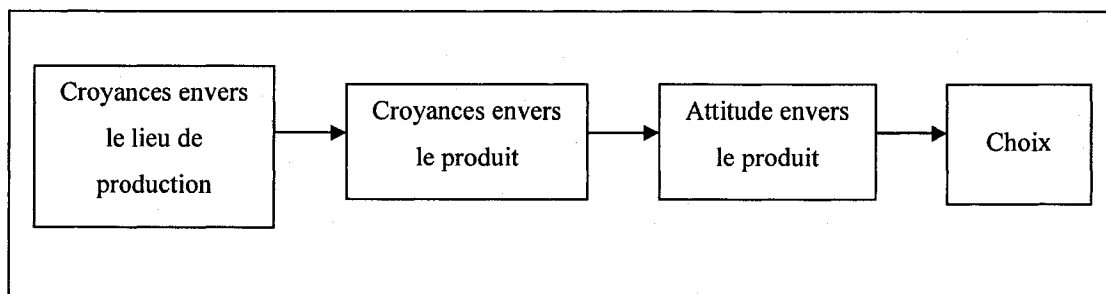 Croyances envers
le lieu de
production
Croyances envers
le produit
Attitude envers
le produit
Choix